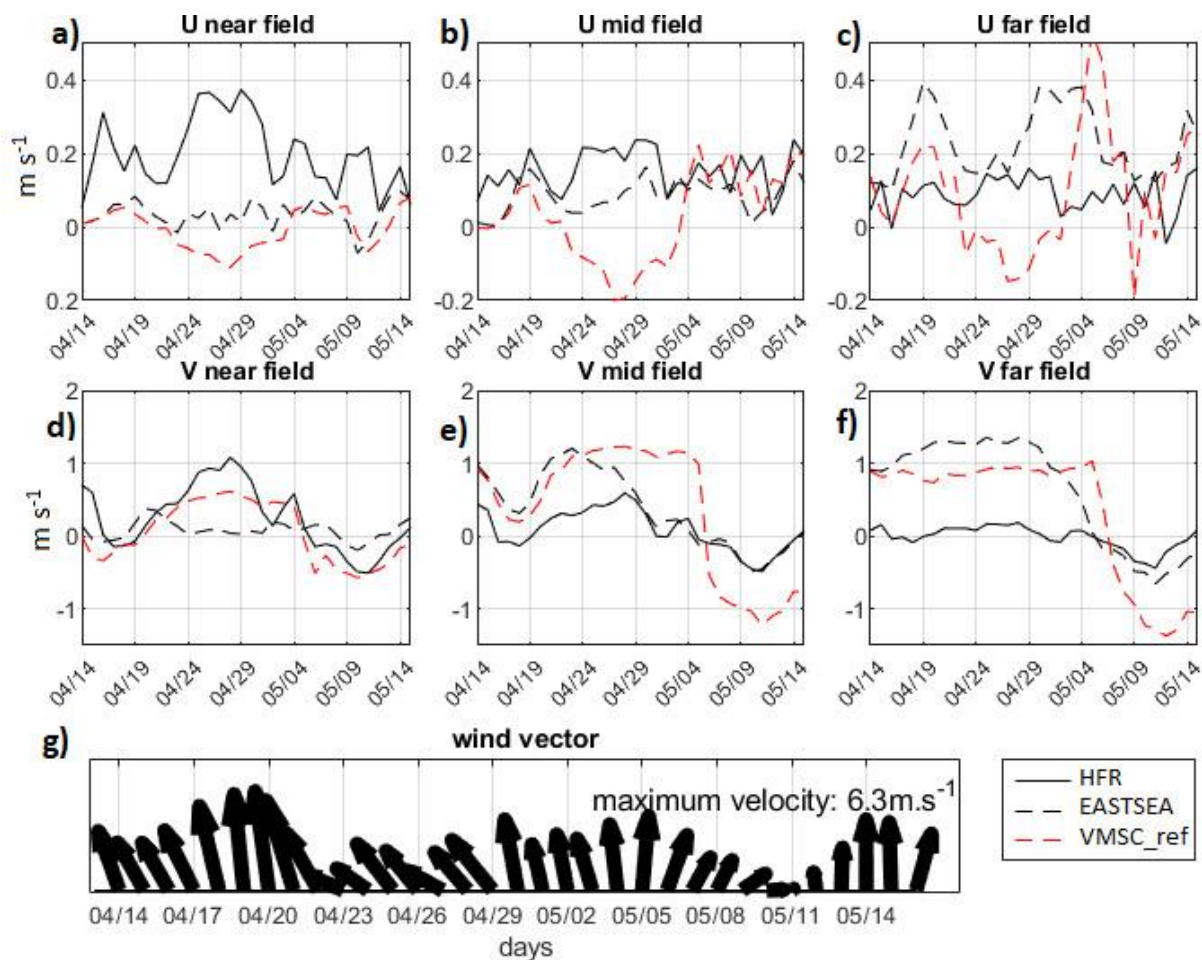 a) U near field b) U mid field c) U far field
0.4 0.4 0.4
m s-1 0.2 0.2 0.2
0 0 0
0.2 -0.2 -0.2
04/14 04/19 04/24 04/29 05/04 05/09 05/14 04/14 04/19 04/24 04/29 05/04 05/09 05/14 04/14 04/19 04/24 04/29 05/04 05/09 05/14
V near field V mid field V far field
2 2 2
d) e) f)
1 1 1
m s-1 0 0 0
-1 -1 -1
04/14 04/19 04/24 04/29 05/04 05/09 05/14 04/14 04/19 04/24 04/29 05/04 05/09 05/14 04/14 04/19 04/24 04/29 05/04 05/09 05/14
g) wind vector
maximum velocity: 6.3m.s-1
04/14 04/17 04/20 04/23 04/26 04/29 05/02 05/05 05/08 05/11 05/14
days
HFR
EASTSEA
VMSC_ref